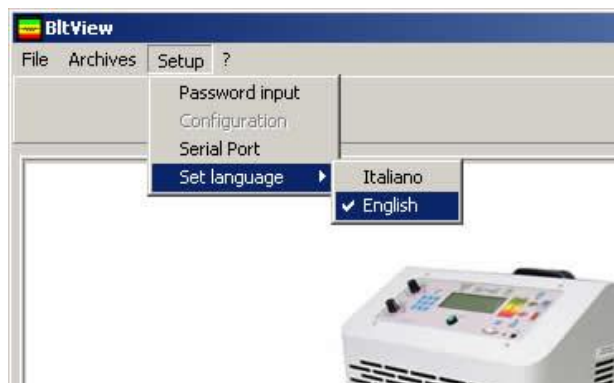 BltView
File Archives Setup ?
Password input
Configuration
Serial Port
Set language
Italiano
English